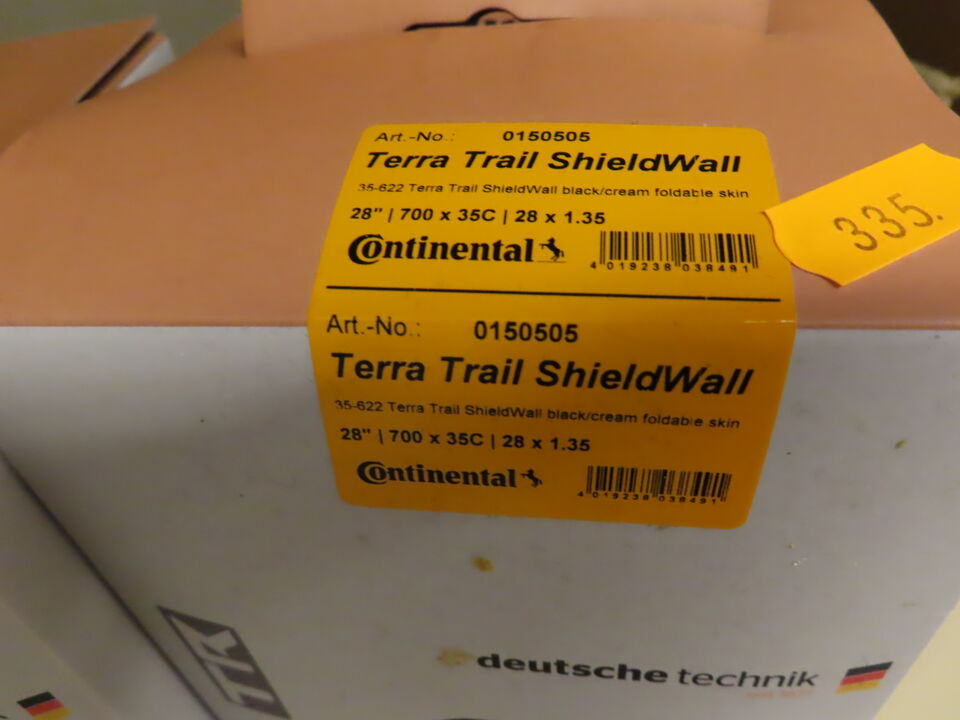 Art.-No.: 0150505
Terra Trail ShieldWall
35-622 Terra Trail ShieldWall black/cream foldable skin
28" | 700 x 35C | 28 x 1.35
Continental
4 019238 038491
335.
Art.-No.: 0150505
Terra Trail ShieldWall
35-622 Terra Trail ShieldWall black/cream foldable skin
28" | 700 x 35C | 28 x 1.35
Continental
4 019238 038491
deutsche technik